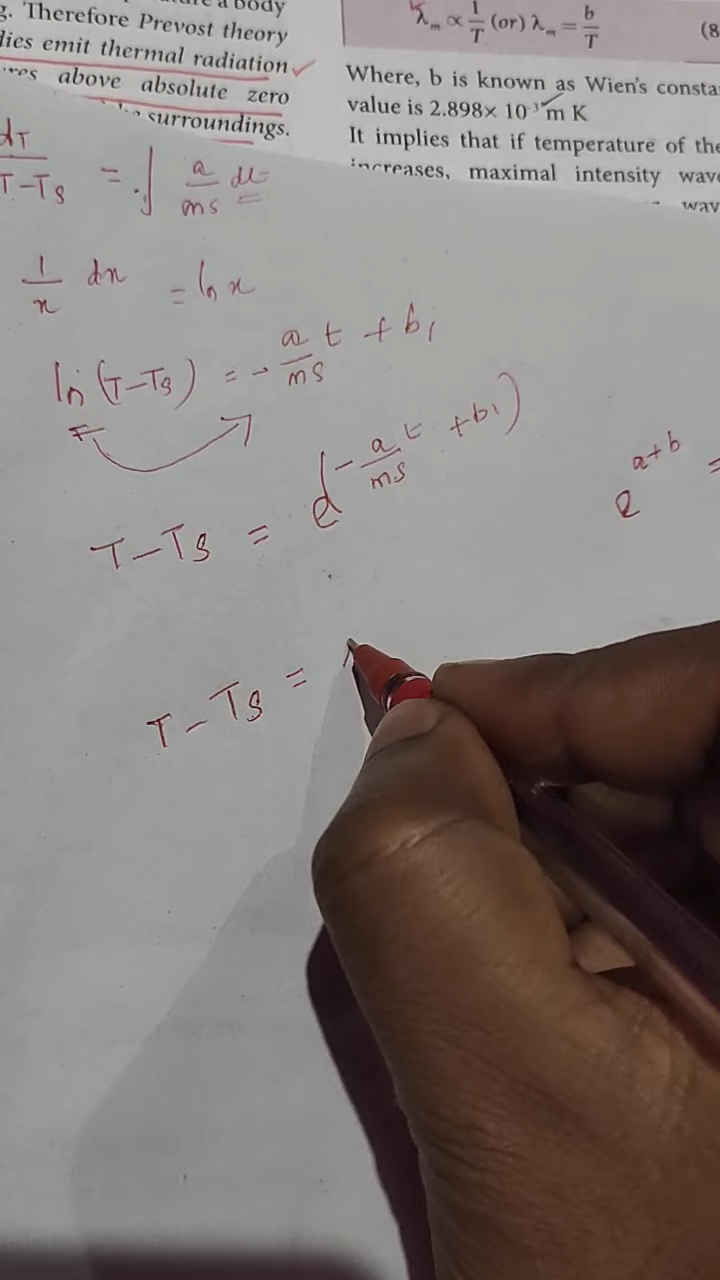 g. Therefore Prevost theory
dies emit thermal radiation
above absolute zero
surroundings.
λₘ ∝ 1/T (or) λₘ = b/T (8
Where, b is known as Wien's consta
value is 2.898× 10⁻³ m K
It implies that if temperature of the
increases, maximal intensity wave
wav
dT/(T-Ts) = ∫ a/ms dt
1/x dx = ln x
ln (T-Ts) = - a/ms t + b₁
T-Ts = e^(- a/ms t + b₁)
e^(a+b) =
T-Ts =